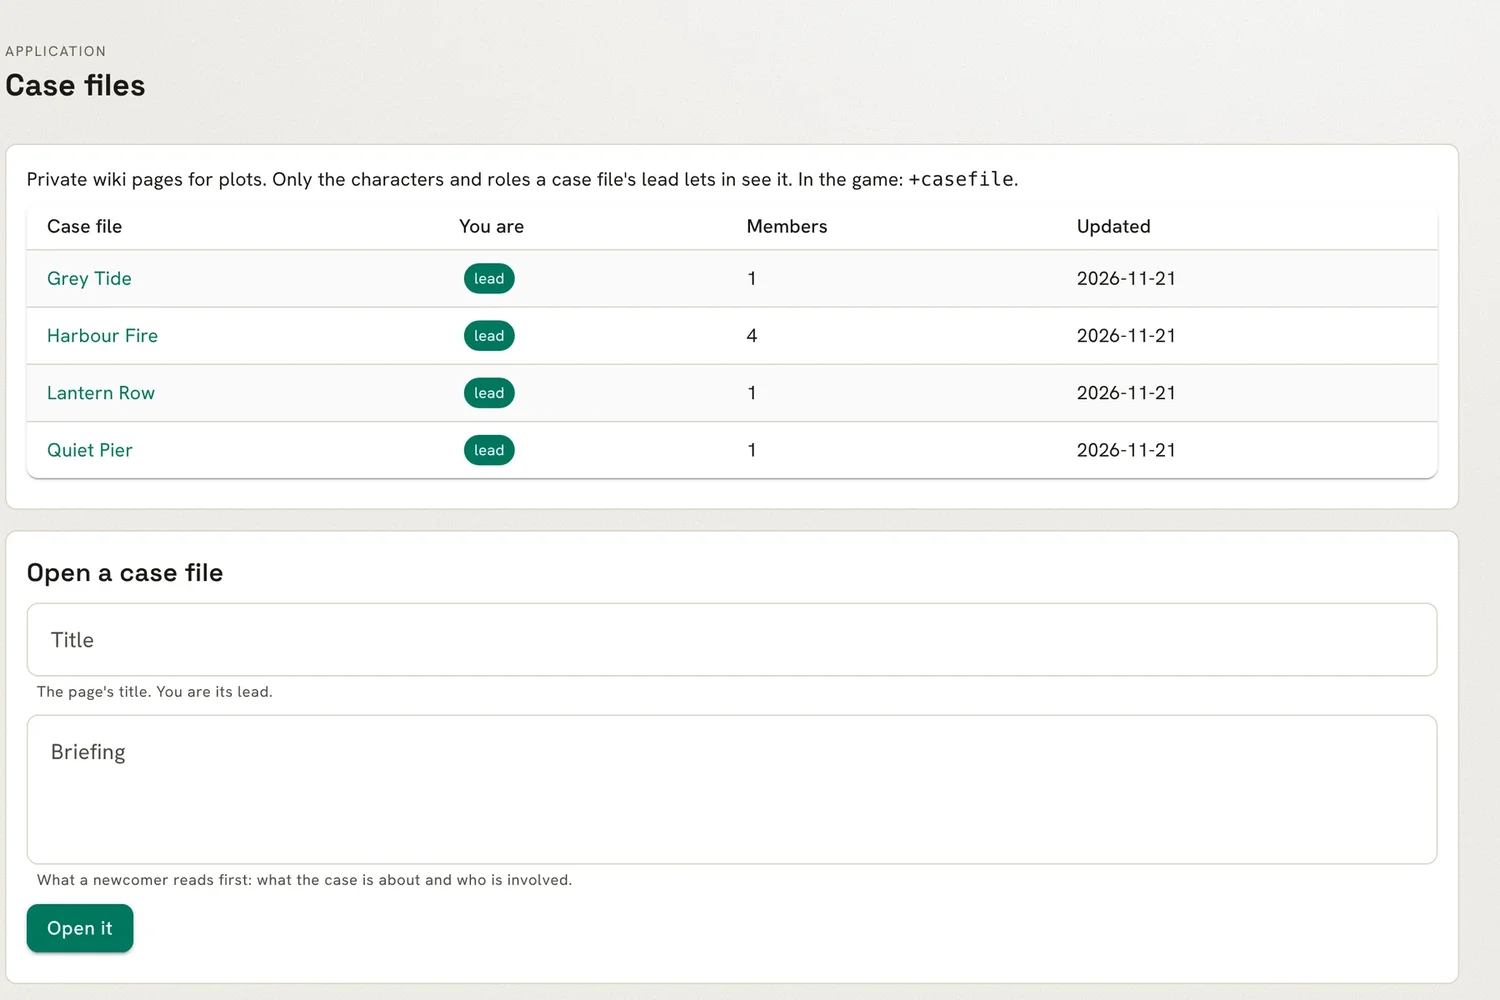 APPLICATION
Case files
Private wiki pages for plots. Only the characters and roles a case file's lead lets in see it. In the game: +casefile.
Case file You are Members Updated
Grey Tide lead 1 2026-11-21
Harbour Fire lead 4 2026-11-21
Lantern Row lead 1 2026-11-21
Quiet Pier lead 1 2026-11-21
Open a case file
Title
The page's title. You are its lead.
Briefing
What a newcomer reads first: what the case is about and who is involved.
Open it